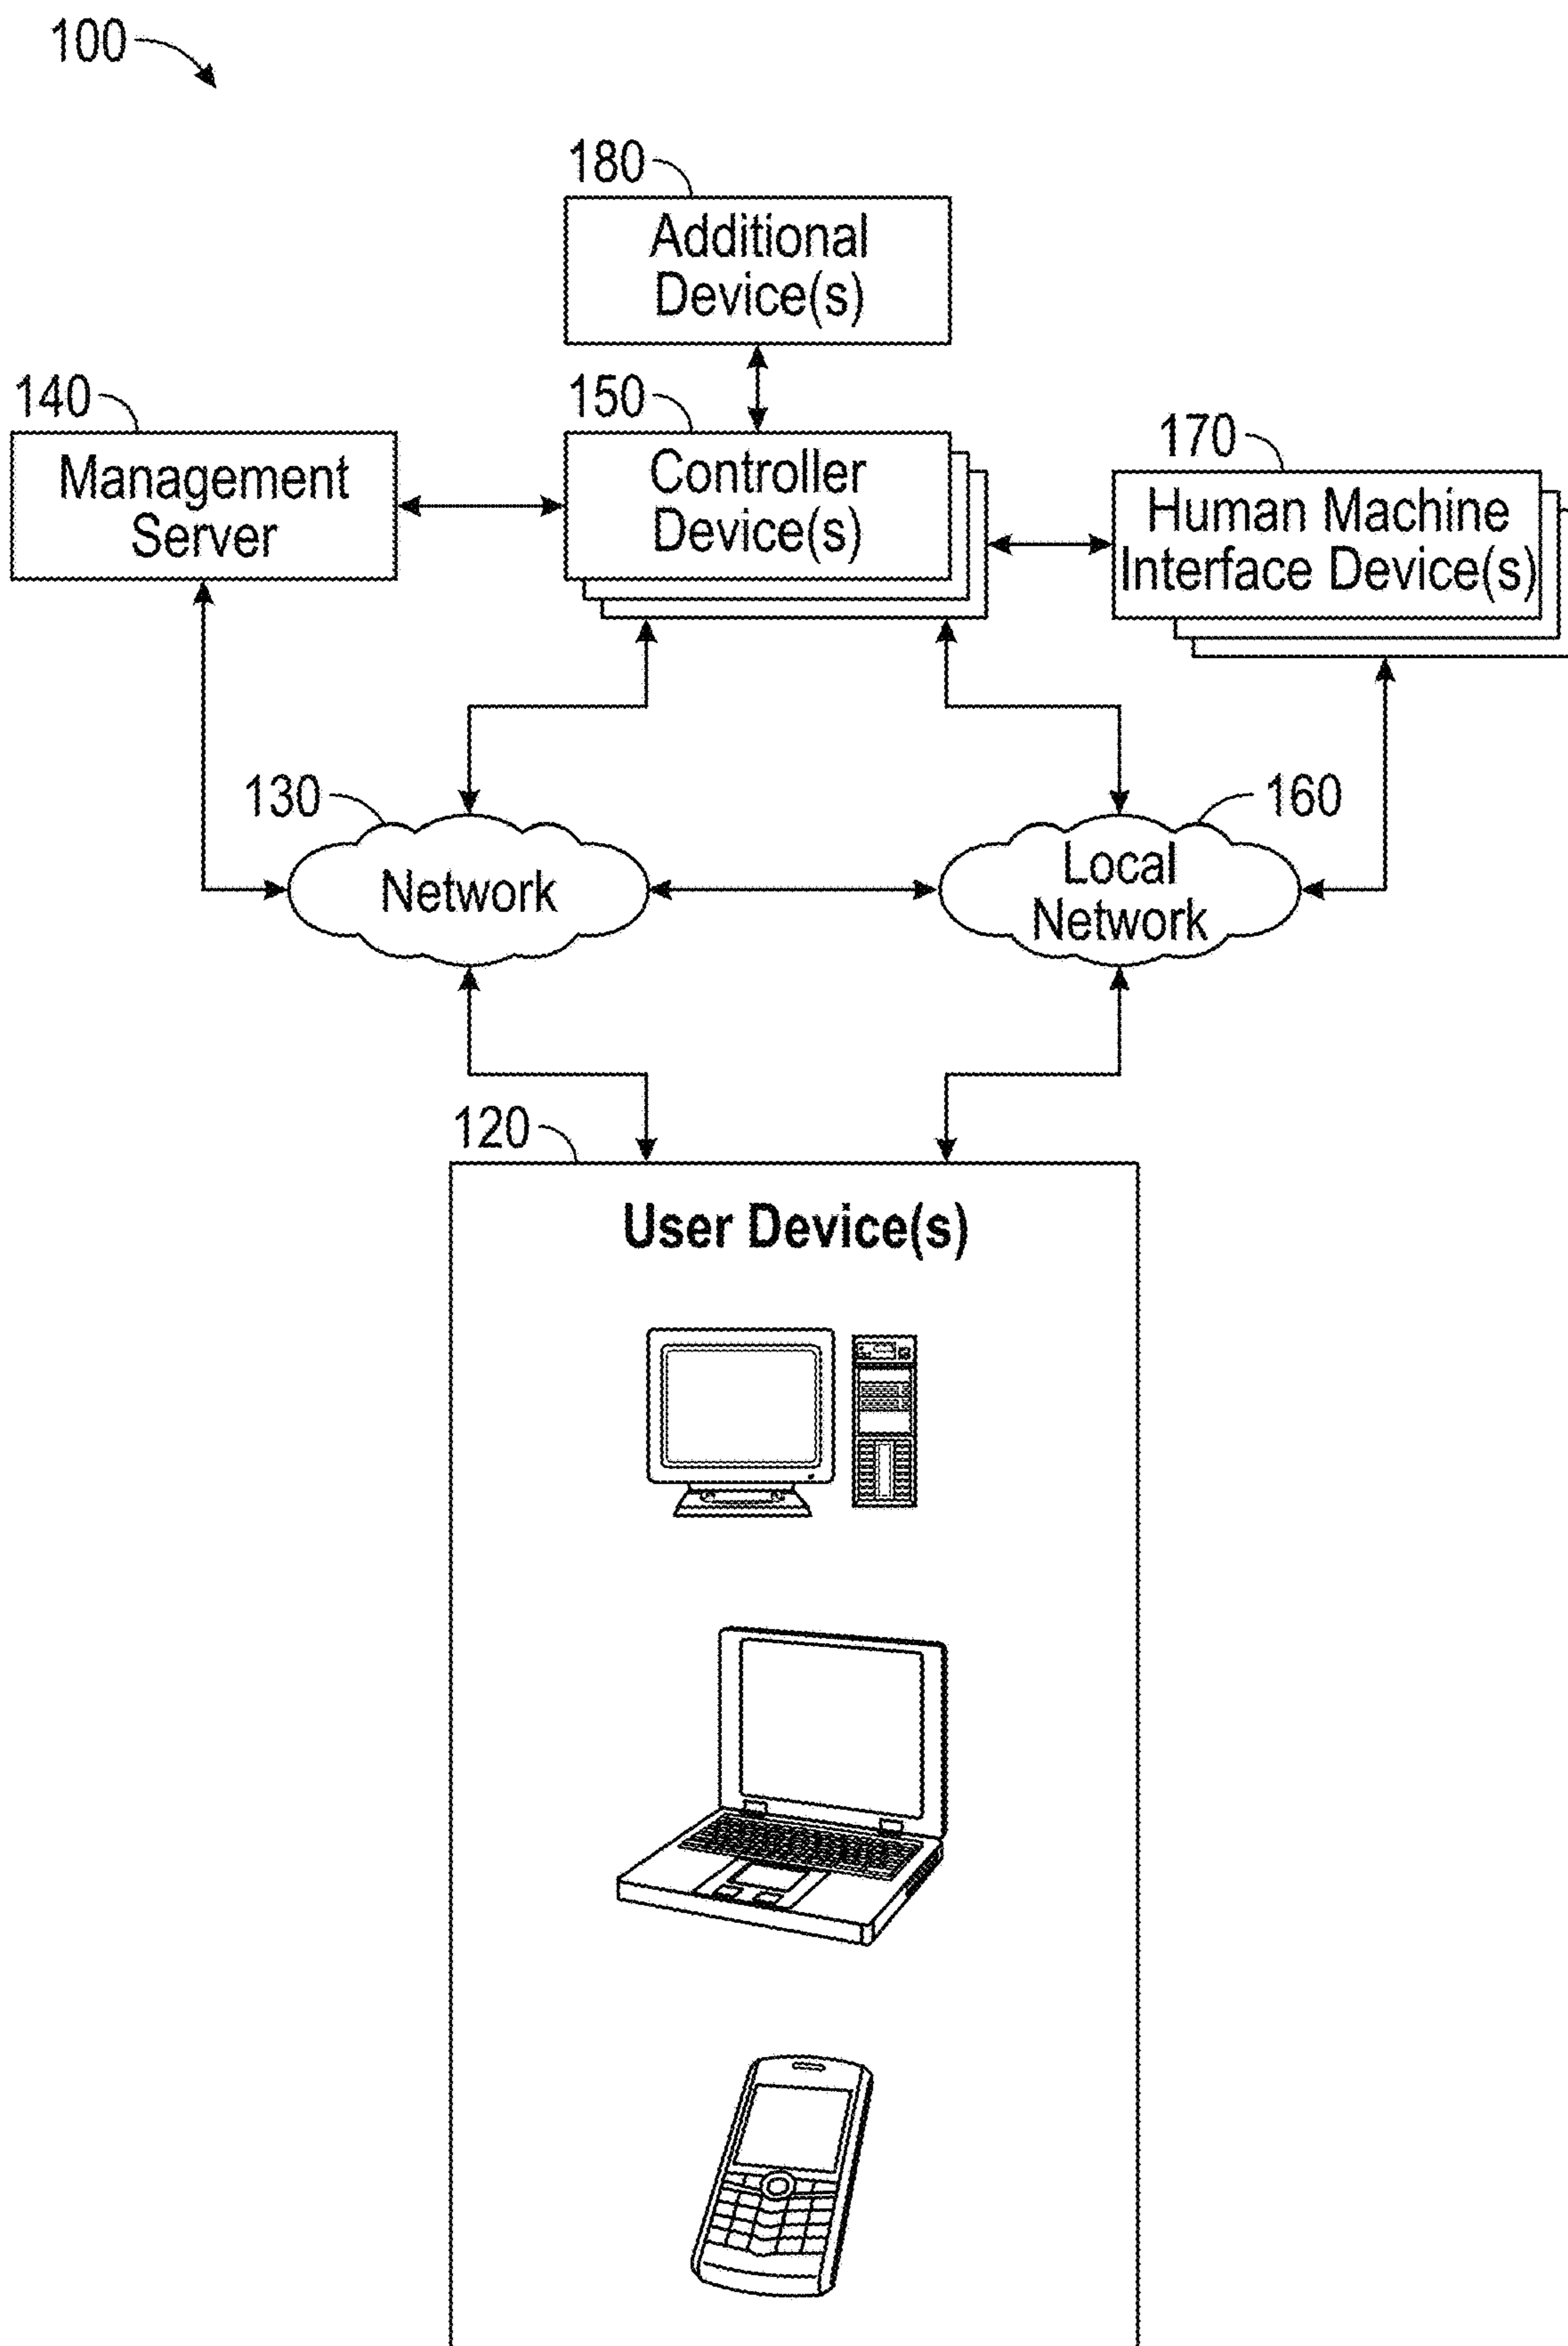 100
180
Additional
Device(s)
140
Management
Server
150
Controller
Device(s)
170
Human Machine
Interface Device(s)
130
Network
160
Local
Network
120
User Device(s)